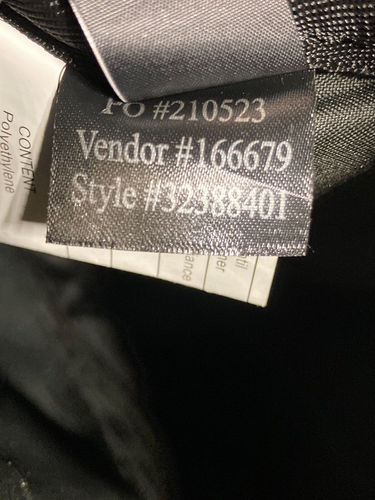 PO #210523
Vendor #166679
Style #32388401
CONTENT
Polyethylene